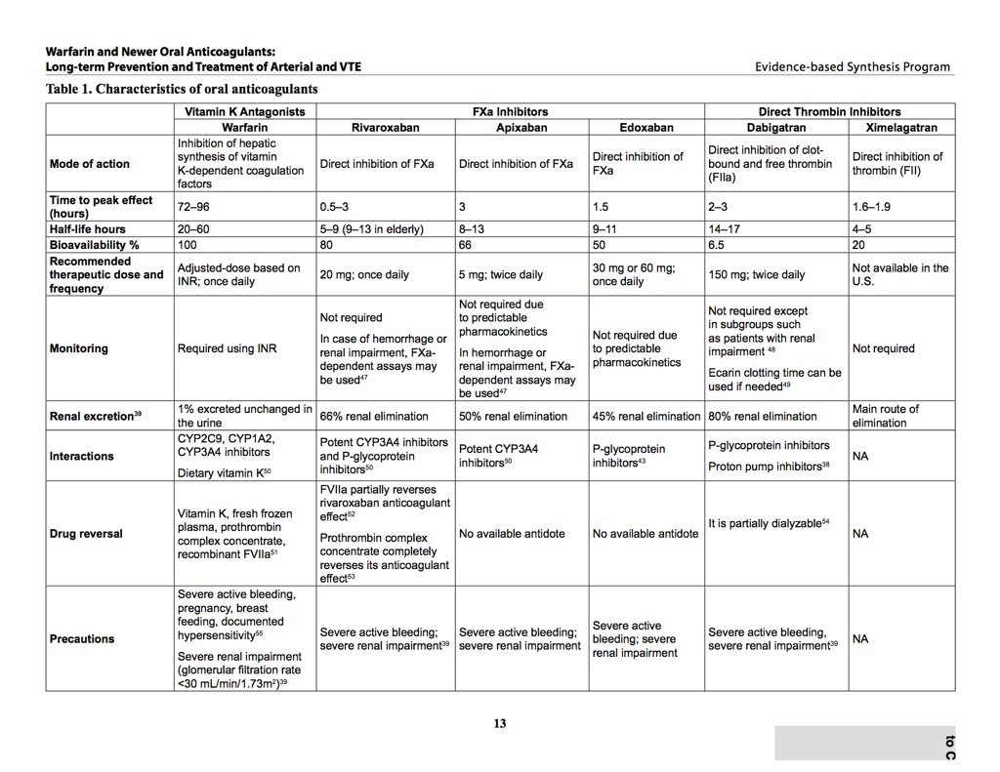 Warfarin and Newer Oral Anticoagulants:
Long-term Prevention and Treatment of Arterial and VTE
Evidence-based Synthesis Program
Table 1. Characteristics of oral anticoagulants
Vitamin K Antagonists
FXa Inhibitors
Direct Thrombin Inhibitors
Warfarin
Rivaroxaban
Apixaban
Edoxaban
Dabigatran
Ximelagatran
Mode of action
Inhibition of hepatic
synthesis of vitamin
K-dependent coagulation
factors
Direct inhibition of FXa
Direct inhibition of FXa
Direct inhibition of
FXa
Direct inhibition of clot-
bound and free thrombin
(FIIa)
Direct inhibition of
thrombin (FII)
Time to peak effect
(hours)
72–96
0.5–3
3
1.5
2–3
1.6–1.9
Half-life hours
20–60
5–9 (9–13 in elderly)
8–13
9–11
14–17
4–5
Bioavailability %
100
80
66
50
6.5
20
Recommended
therapeutic dose and
frequency
Adjusted-dose based on
INR; once daily
20 mg; once daily
5 mg; twice daily
30 mg or 60 mg;
once daily
150 mg; twice daily
Not available in the
U.S.
Monitoring
Required using INR
Not required
In case of hemorrhage or
renal impairment, FXa-
dependent assays may
be used47
Not required due
to predictable
pharmacokinetics
In hemorrhage or
renal impairment, FXa-
dependent assays may
be used47
Not required due
to predictable
pharmacokinetics
Not required except
in subgroups such
as patients with renal
impairment 48
Ecarin clotting time can be
used if needed49
Not required
Renal excretion39
1% excreted unchanged in
the urine
66% renal elimination
50% renal elimination
45% renal elimination
80% renal elimination
Main route of
elimination
Interactions
CYP2C9, CYP1A2,
CYP3A4 inhibitors
Dietary vitamin K50
Potent CYP3A4 inhibitors
and P-glycoprotein
inhibitors50
Potent CYP3A4
inhibitors50
P-glycoprotein
inhibitors43
P-glycoprotein inhibitors
Proton pump inhibitors38
NA
Drug reversal
Vitamin K, fresh frozen
plasma, prothrombin
complex concentrate,
recombinant FVIIa51
FVIIa partially reverses
rivaroxaban anticoagulant
effect52
Prothrombin complex
concentrate completely
reverses its anticoagulant
effect53
No available antidote
No available antidote
It is partially dialyzable54
NA
Precautions
Severe active bleeding,
pregnancy, breast
feeding, documented
hypersensitivity55
Severe renal impairment
(glomerular filtration rate
<30 mL/min/1.73m2)39
Severe active bleeding;
severe renal impairment39
Severe active bleeding;
severe renal impairment
Severe active
bleeding; severe
renal impairment
Severe active bleeding,
severe renal impairment39
NA
13
to C